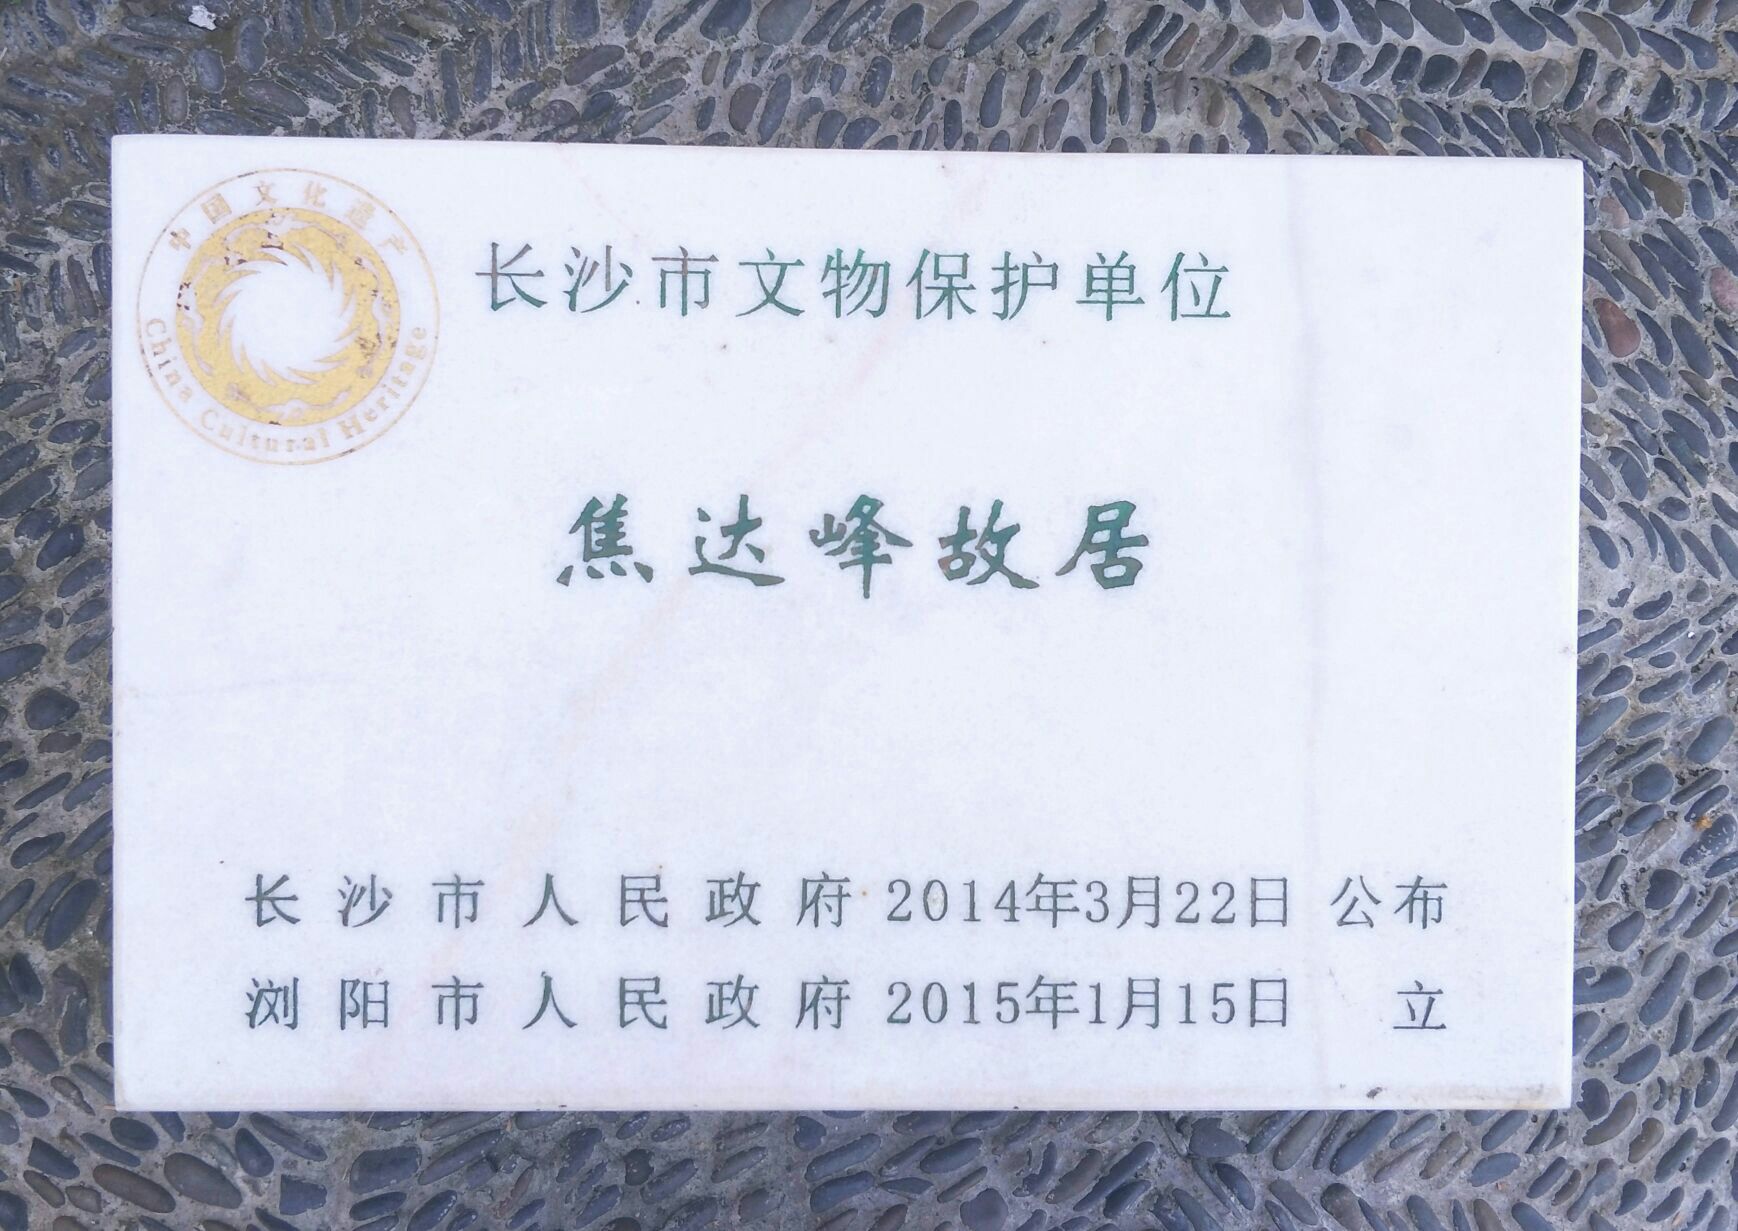 中国文化遗产
China Cultural Heritage
长沙市文物保护单位
焦达峰故居
长沙市人民政府2014年3月22日 公布
浏阳市人民政府2015年1月15日 立